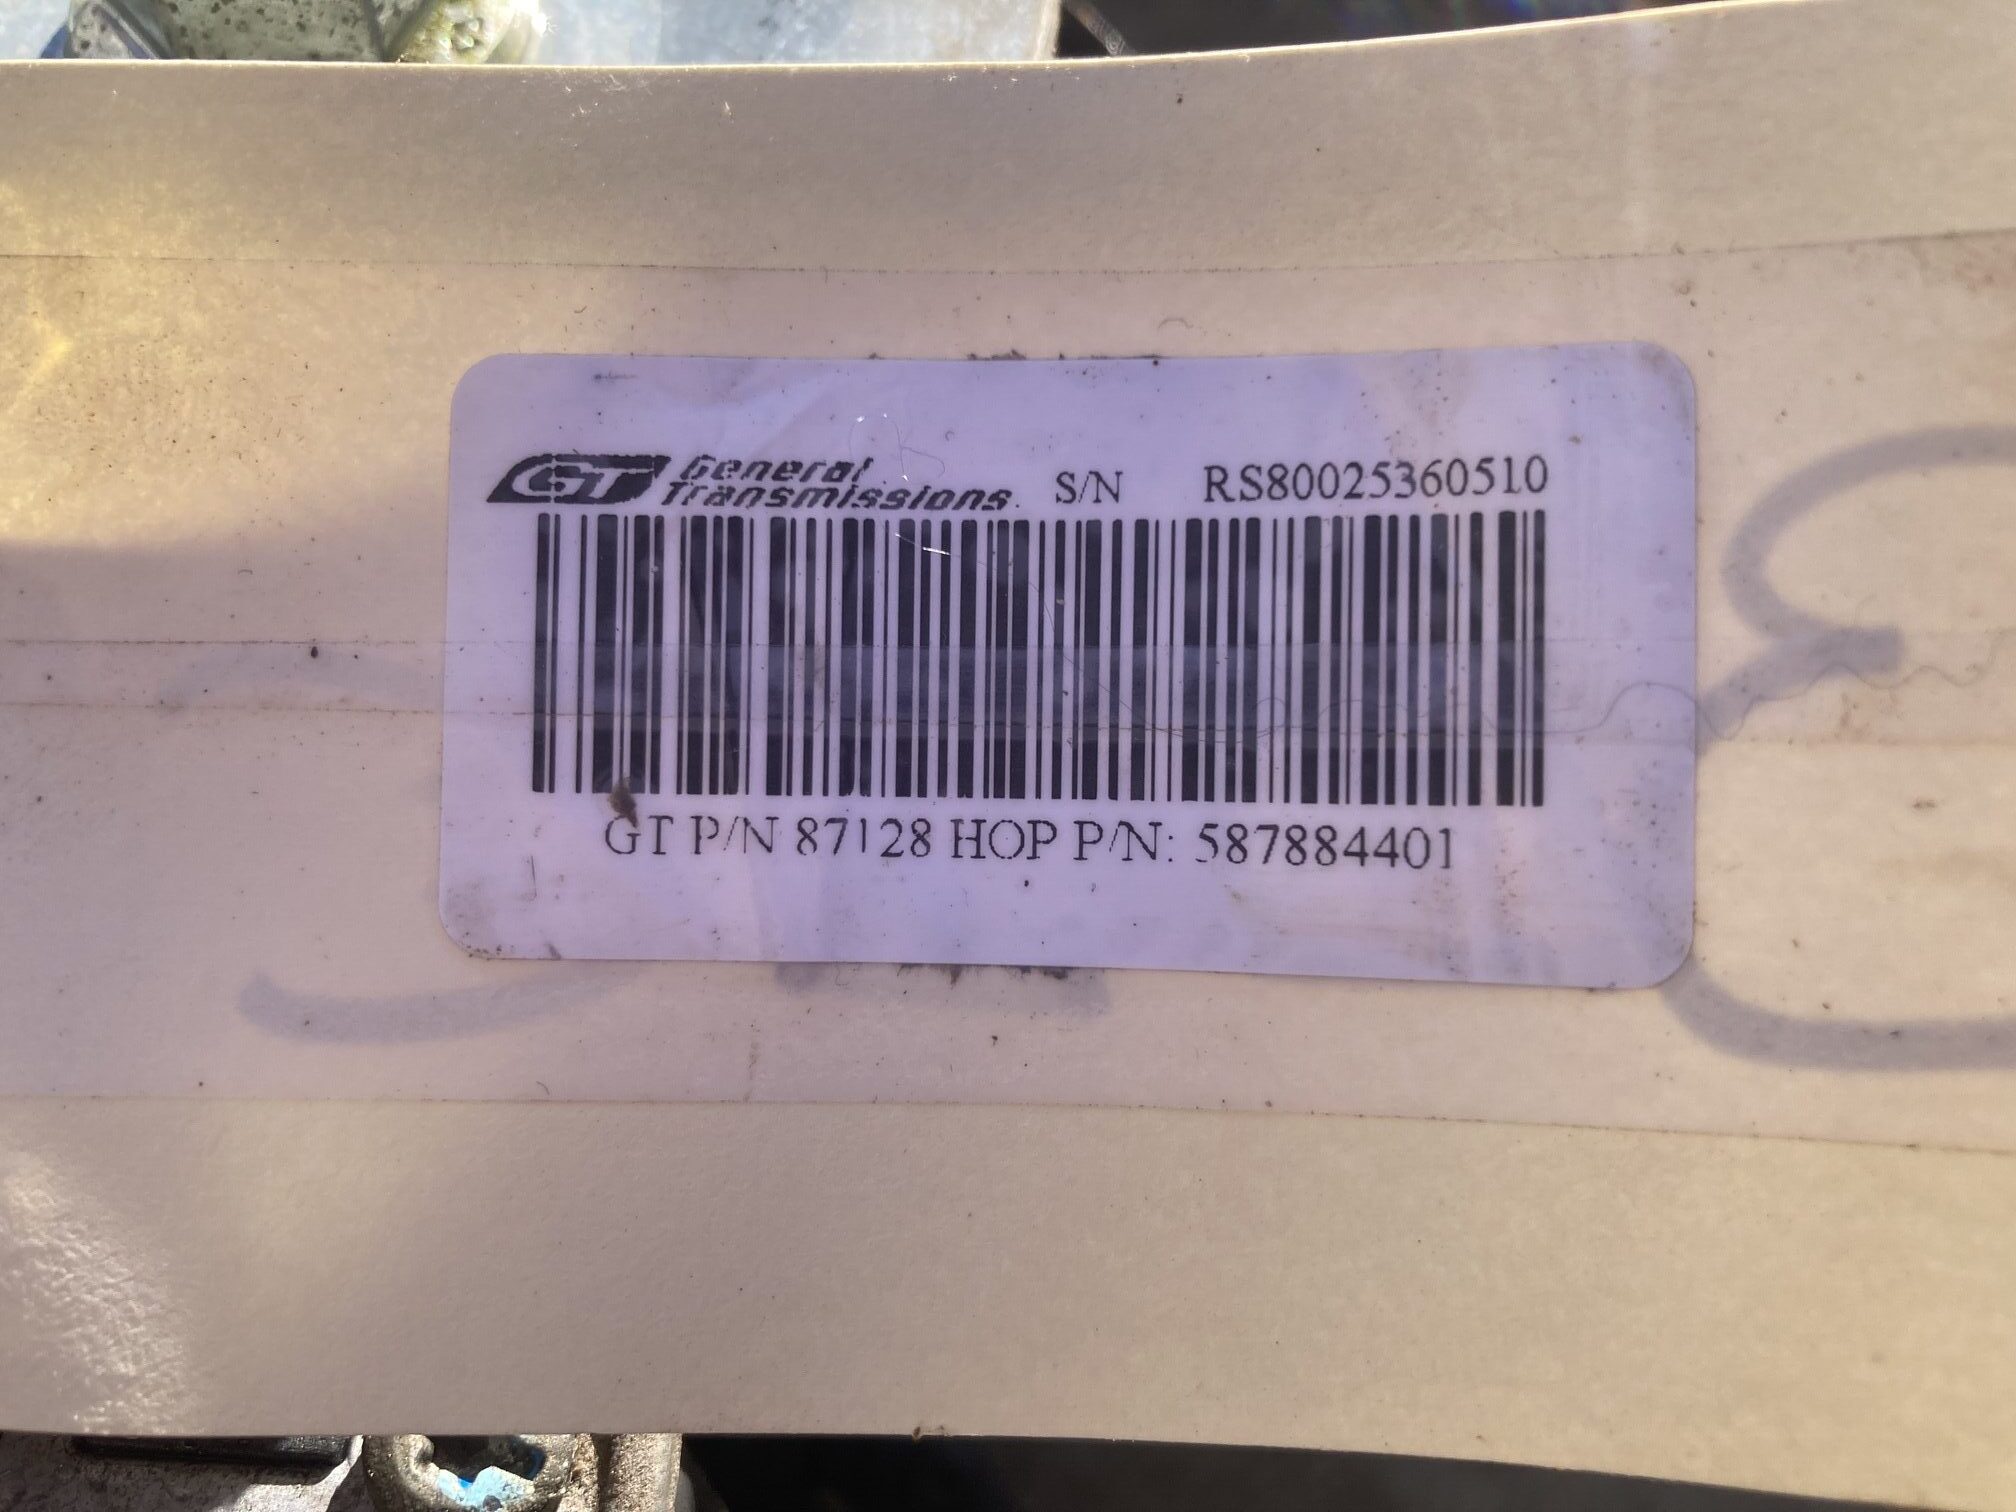 GT General Transmissions. S/N RS80025360510
GT P/N 87128 HOP P/N: 587884401